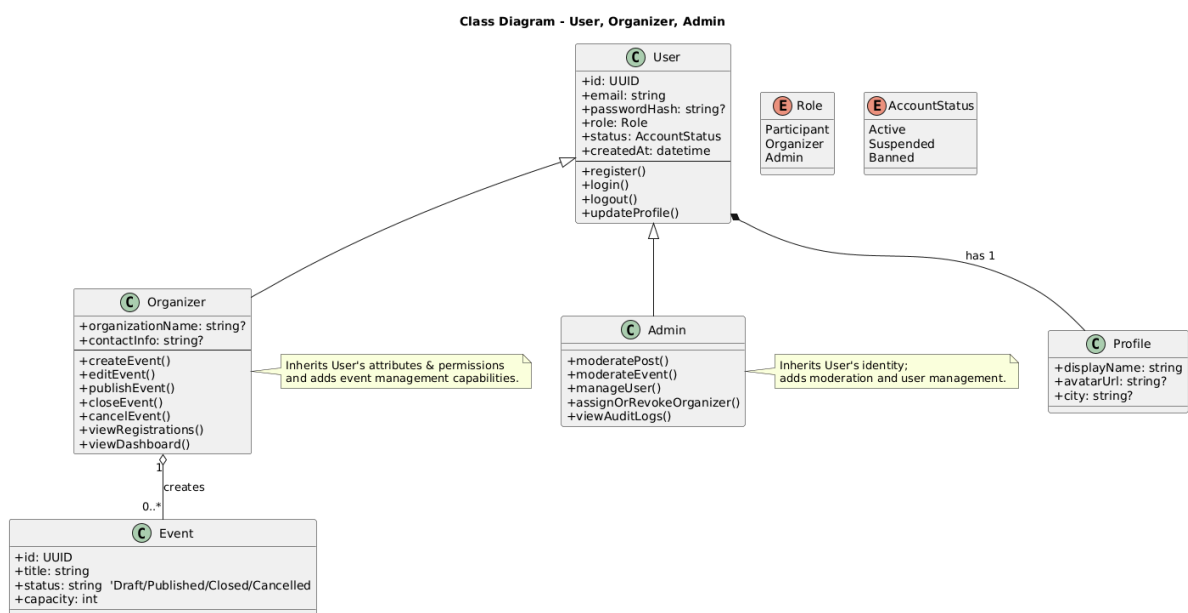 Class Diagram - User, Organizer, Admin
C User
+id: UUID
+email: string
+passwordHash: string?
+role: Role
+status: AccountStatus
+createdAt: datetime
+register()
+login()
+logout()
+updateProfile()
E Role
Participant
Organizer
Admin
E AccountStatus
Active
Suspended
Banned
has 1
C Organizer
+organizationName: string?
+contactInfo: string?
+createEvent()
+editEvent()
+publishEvent()
+closeEvent()
+cancelEvent()
+viewRegistrations()
+viewDashboard()
Inherits User's attributes & permissions
and adds event management capabilities.
C Admin
+moderatePost()
+moderateEvent()
+manageUser()
+assignOrRevokeOrganizer()
+viewAuditLogs()
Inherits User's identity;
adds moderation and user management.
C Profile
+displayName: string
+avatarUrl: string?
+city: string?
1
creates
0..*
C Event
+id: UUID
+title: string
+status: string 'Draft/Published/Closed/Cancelled
+capacity: int